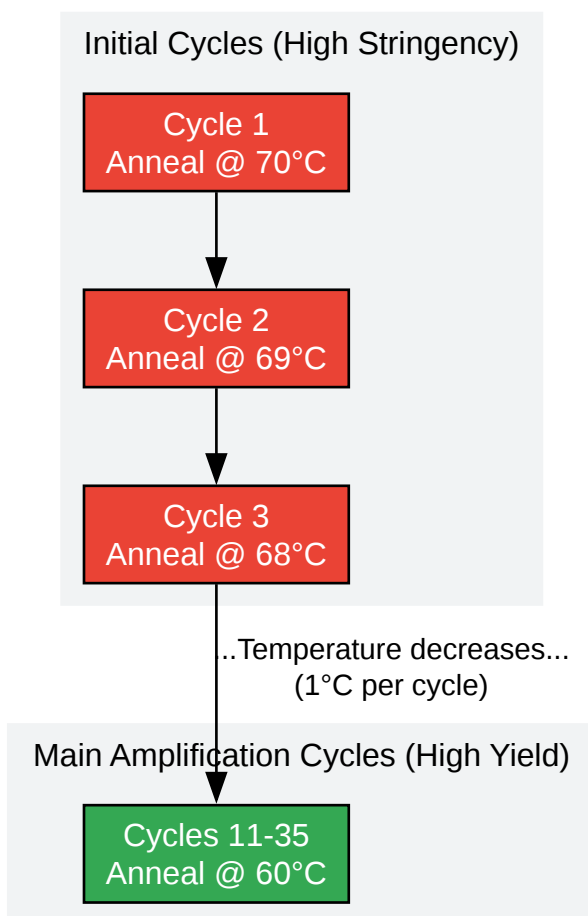 Initial Cycles (High Stringency)
Cycle 1
Anneal @ 70°C
Cycle 2
Anneal @ 69°C
Cycle 3
Anneal @ 68°C
...Temperature decreases...
(1°C per cycle)
Main Amplification Cycles (High Yield)
Cycles 11-35
Anneal @ 60°C